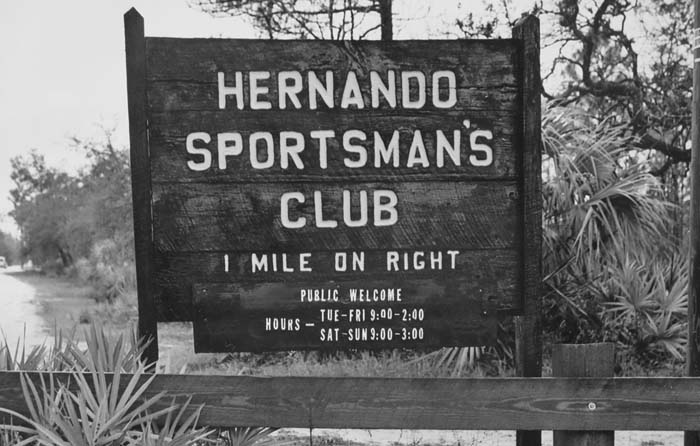 HERNANDO
SPORTSMAN'S
CLUB
1 MILE ON RIGHT
PUBLIC WELCOME
HOURS — TUE-FRI 9:00-2:00
SAT-SUN 9:00-3:00